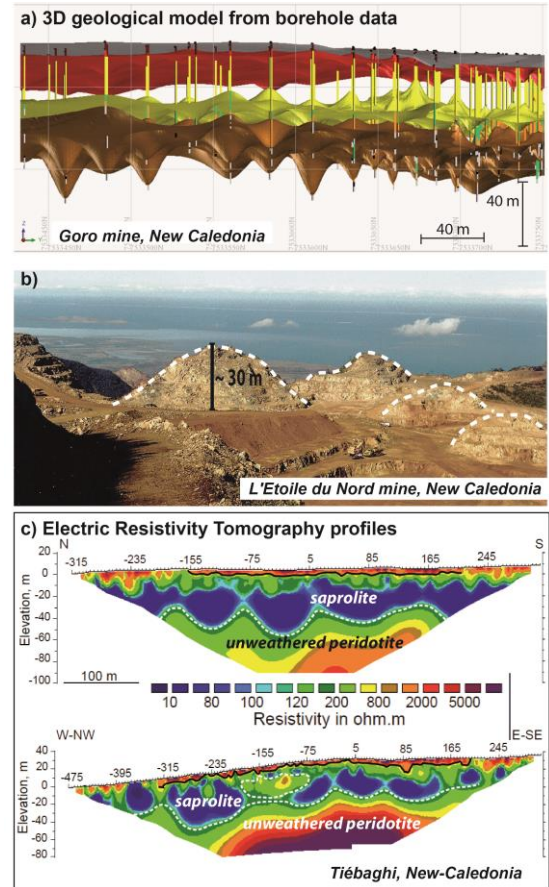 a) 3D geological model from borehole data
40 m
40 m
Goro mine, New Caledonia
b)
~ 30 m
L'Etoile du Nord mine, New Caledonia
c) Electric Resistivity Tomography profiles
N S
-315 -235 -155 -75 5 85 165 245
Elevation, m
20
0
-20
-40
-60
-80
-100
saprolite
unweathered peridotite
100 m
10 80 100 120 200 800 2000 5000
Resistivity in ohm.m
W-NW E-SE
-475 -395 -315 -235 -155 -75 5 85 165 245
Elevation, m
40
20
0
-20
-40
-60
-80
saprolite
unweathered peridotite
Tiébaghi, New-Caledonia